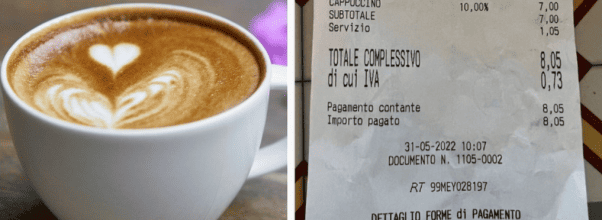 CAPPUCCINO 10,00% 7,00
SUBTOTALE 7,00
Servizio 1,05
TOTALE COMPLESSIVO 8,05
di cui IVA 0,73
Pagamento contante 8,05
Importo pagato 8,05
31-05-2022 10:07
DOCUMENTO N. 1105-0002
RT 99MEY028197
DETTAGLIO FORME di PAGAMENTO